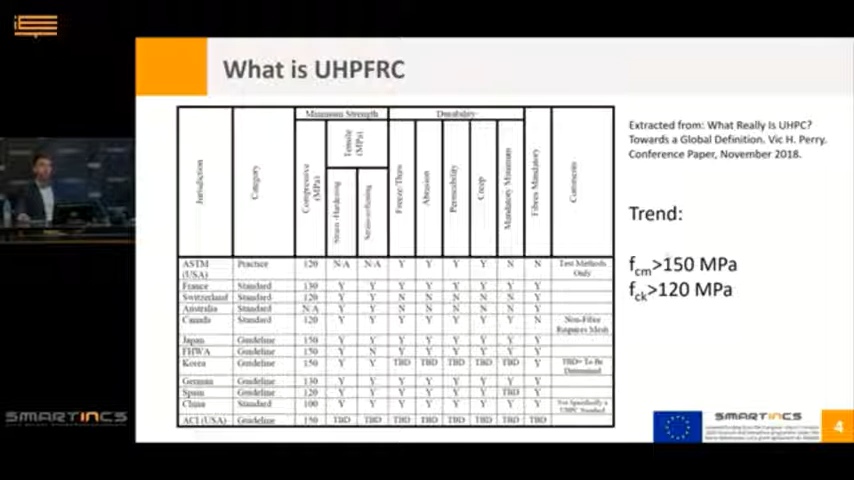 What is UHPFRC
Minimum Strength
Durability
Jurisdiction
Category
Compressive (MPa)
Tensile (MPa)
Strain-Hardening
Strain-softening
Freeze/Thaw
Abrasion
Permeability
Creep
Mandatory Minimum
Fibres Mandatory
Comments
ASTM (USA) Practice 120 N/A N/A Y Y Y Y N N Test Methods Only
France Standard 130 Y Y Y Y Y Y Y Y
Switzerland Standard 120 Y Y N N N N N Y
Australia Standard N/A Y Y N N N N N Y
Canada Standard 120 Y Y Y Y Y Y Y N Non-Fibre Requires Mesh
Japan Guideline 150 Y Y Y Y Y Y Y Y
FHWA Guideline 150 Y N Y Y Y Y Y Y
Korea Guideline 150 Y Y TBD TBD TBD TBD TBD Y TBD= To Be Determined
German Guideline 130 Y Y Y Y Y Y Y Y
Spain Guideline 120 Y Y Y Y Y Y TBD Y
China Standard 100 Y Y Y Y Y Y Y Y Not Specifically a UHPC Standard
ACI (USA) Guideline 150 TBD TBD TBD TBD TBD TBD TBD TBD
Extracted from: What Really Is UHPC?
Towards a Global Definition. Vic H. Perry.
Conference Paper, November 2018.
Trend:
fcm>150 MPa
fck>120 MPa
SMARTINCS
SMARTINCS
4